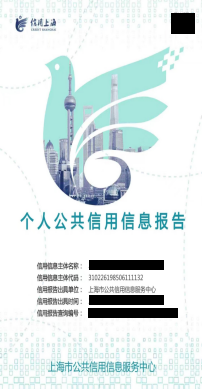 信用上海
CREDIT SHANGHAI
个人公共信用信息报告
信用信息主体名称：
信用信息主体代码： 310226198506111132
信用报告出具单位： 上海市公共信用信息服务中心
信用报告出具时间：
信用报告查询编号：
上海市公共信用信息服务中心